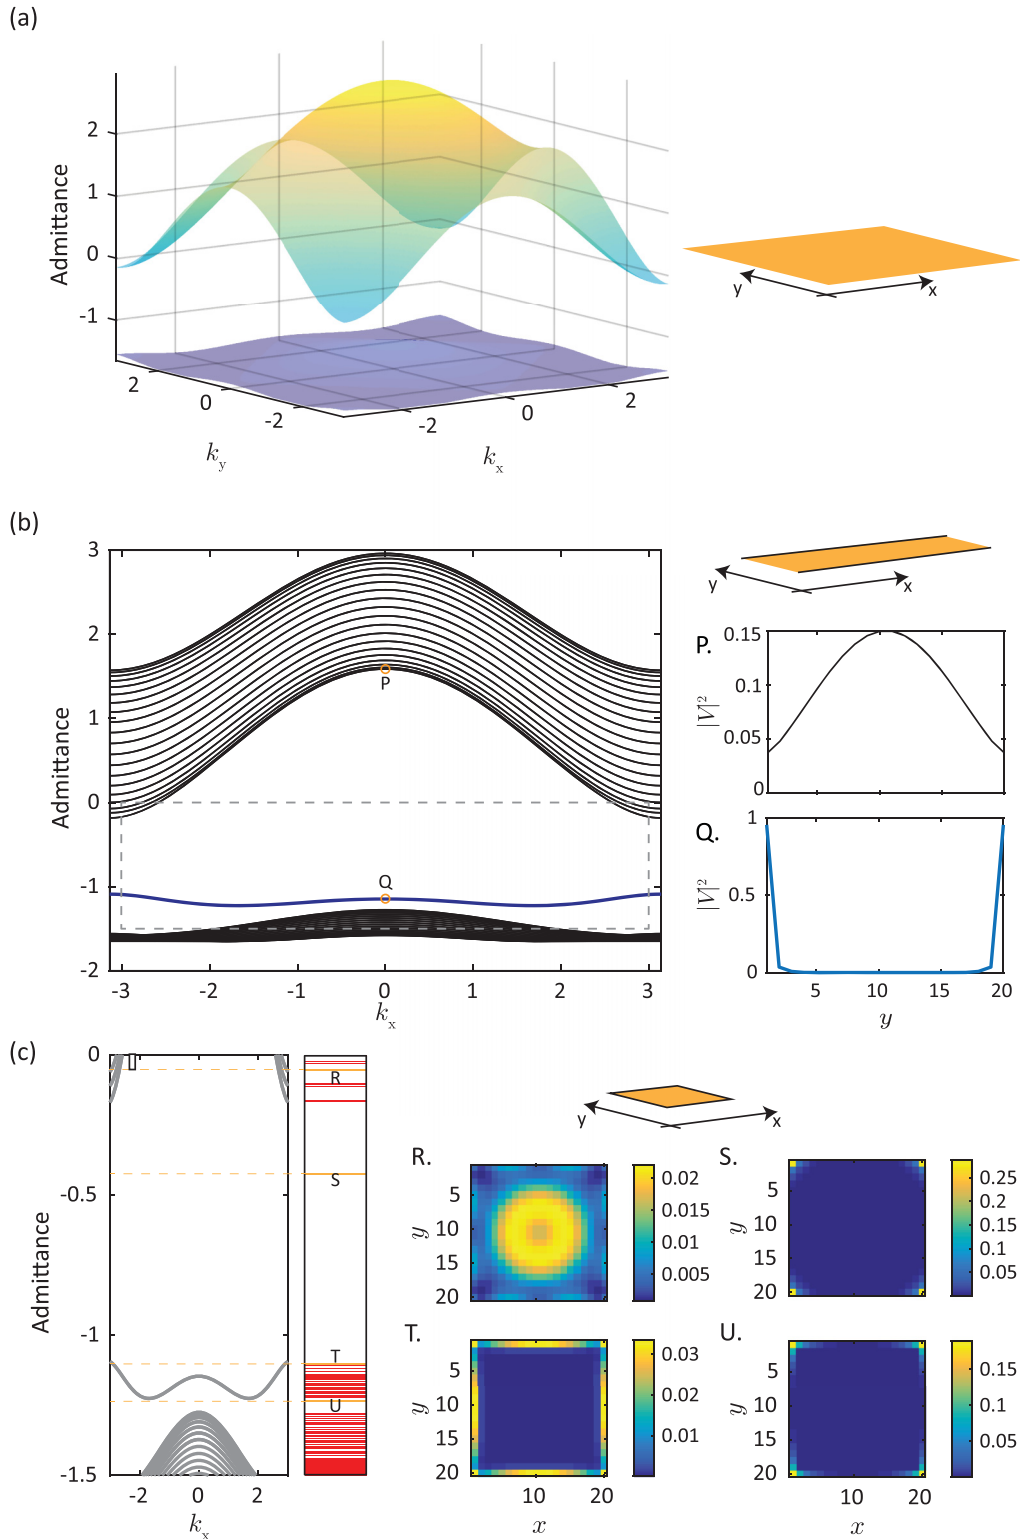 (a)
Admittance
2
1
0
-1
2
0
-2
-2
0
2
k_y
k_x
y
x
(b)
Admittance
3
2
1
0
-1
-2
P
Q
-3
-2
-1
0
1
2
3
k_x
y
x
P.
|V|²
0.15
0.1
0.05
0
Q.
|V|²
1
0.5
0
5
10
15
20
y
(c)
Admittance
0
-0.5
-1
-1.5
-2
0
2
k_x
R
S
T
U
y
x
R.
y
5
10
15
20
0.02
0.015
0.01
0.005
S.
y
5
10
15
20
10
20
0.25
0.2
0.15
0.1
0.05
T.
y
5
10
15
20
10
20
x
0.03
0.02
0.01
U.
y
5
10
15
20
10
20
x
0.15
0.1
0.05